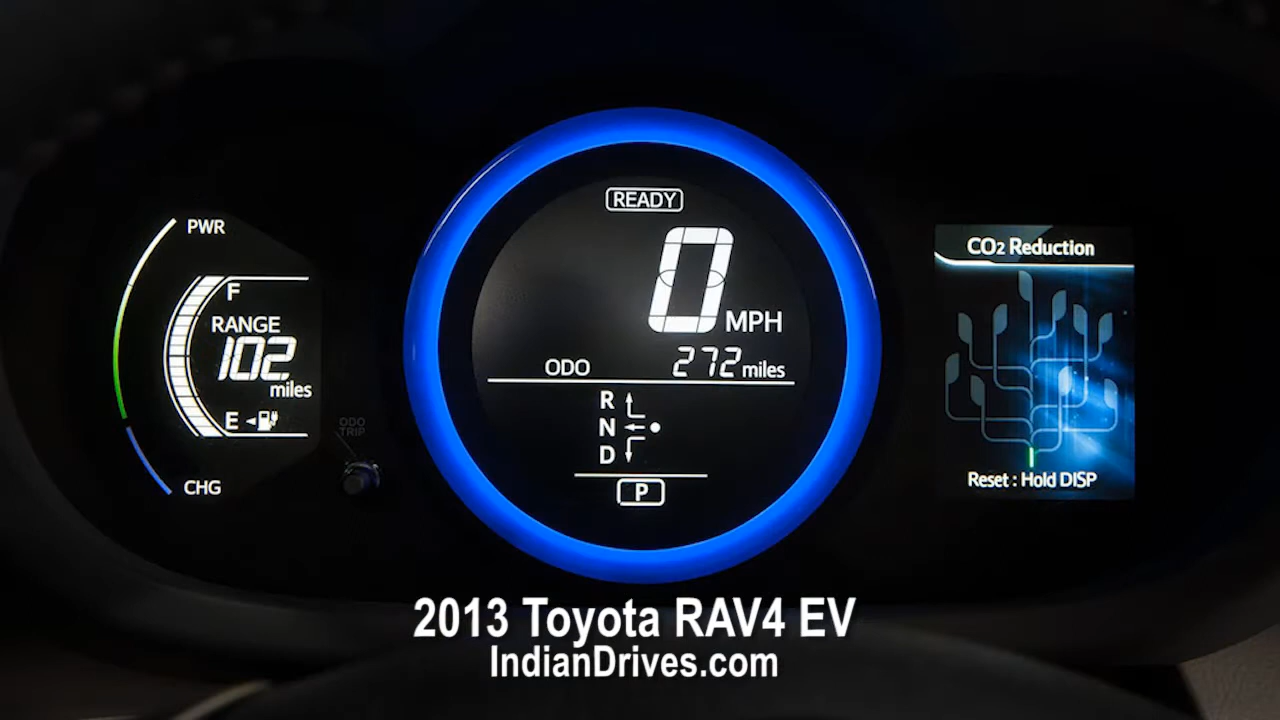 PWR
F
RANGE
102
miles
E
CHG
ODO
TRIP
READY
0 MPH
ODO 272 miles
R
N
D
P
CO2 Reduction
Reset : Hold DISP
2013 Toyota RAV4 EV
IndianDrives.com